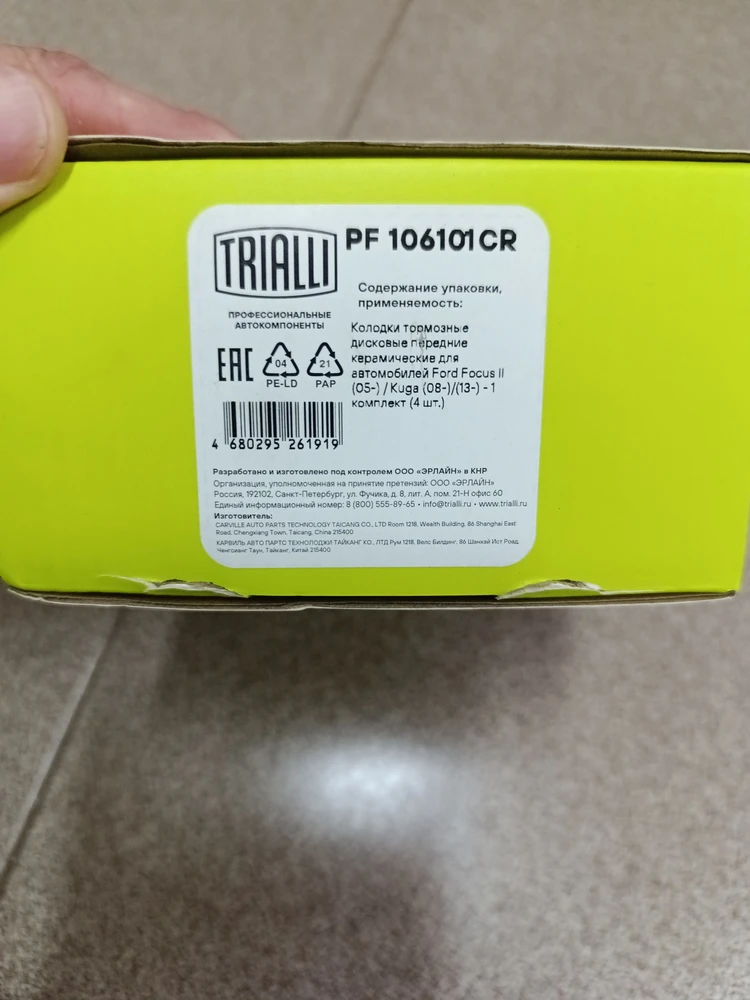 TRIALLI
ПРОФЕССИОНАЛЬНЫЕ
АВТОКОМПОНЕНТЫ
PF 106101CR
Содержание упаковки,
применяемость:
Колодки тормозные
дисковые передние
керамические для
автомобилей Ford Focus II
(05-) / Kuga (08-)/(13-) - 1
комплект (4 шт.)
EAC
04
PE-LD
21
PAP
4 680295 261919
Разработано и изготовлено под контролем ООО «ЭРЛАЙН» в КНР
Организация, уполномоченная на принятие претензий: ООО «ЭРЛАЙН»
Россия, 192102, Санкт-Петербург, ул. Фучика, д. 8, лит. А, пом. 21-Н офис 60
Единый информационный номер: 8 (800) 555-89-65 • info@trialli.ru • www.trialli.ru
Изготовитель:
CARVILLE AUTO PARTS TECHNOLOGY TAICANG CO., LTD Room 1218, Wealth Building, 86 Shanghai East
Road, Chengxiang Town, Taicang, China 215400
КАРВИЛЬ АВТО ПАРТС ТЕХНОЛОДЖИ ТАЙКАНГ КО., ЛТД Рум 1218, Велс Билдинг, 86 Шанхай Ист Роад,
Ченгсианг Таун, Тайканг, Китай 215400